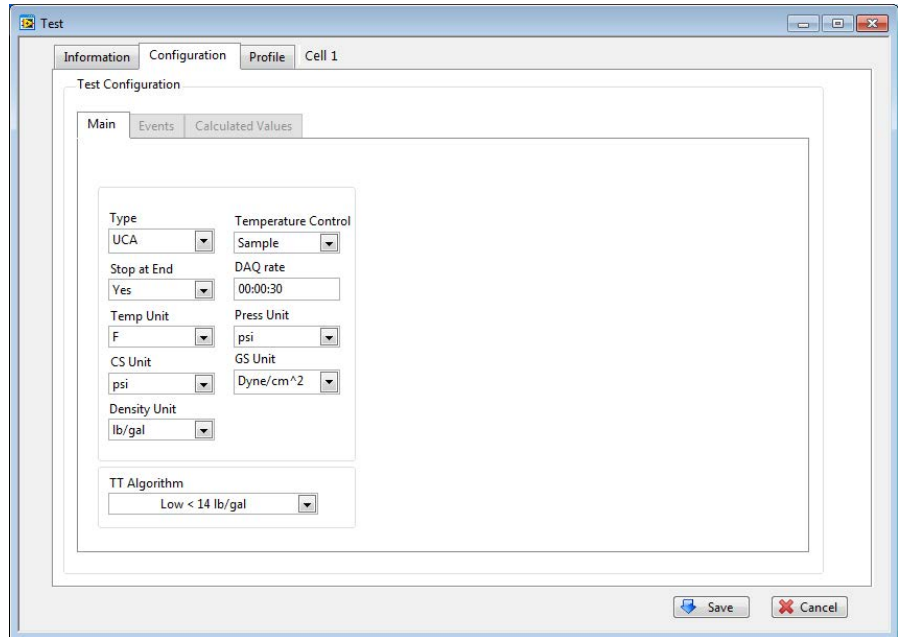 Test
Information Configuration Profile Cell 1
Test Configuration
Main Events Calculated Values
Type Temperature Control
UCA Sample
Stop at End DAQ rate
Yes 00:00:30
Temp Unit Press Unit
F psi
CS Unit GS Unit
psi Dyne/cm^2
Density Unit
lb/gal
TT Algorithm
Low < 14 lb/gal
Save Cancel